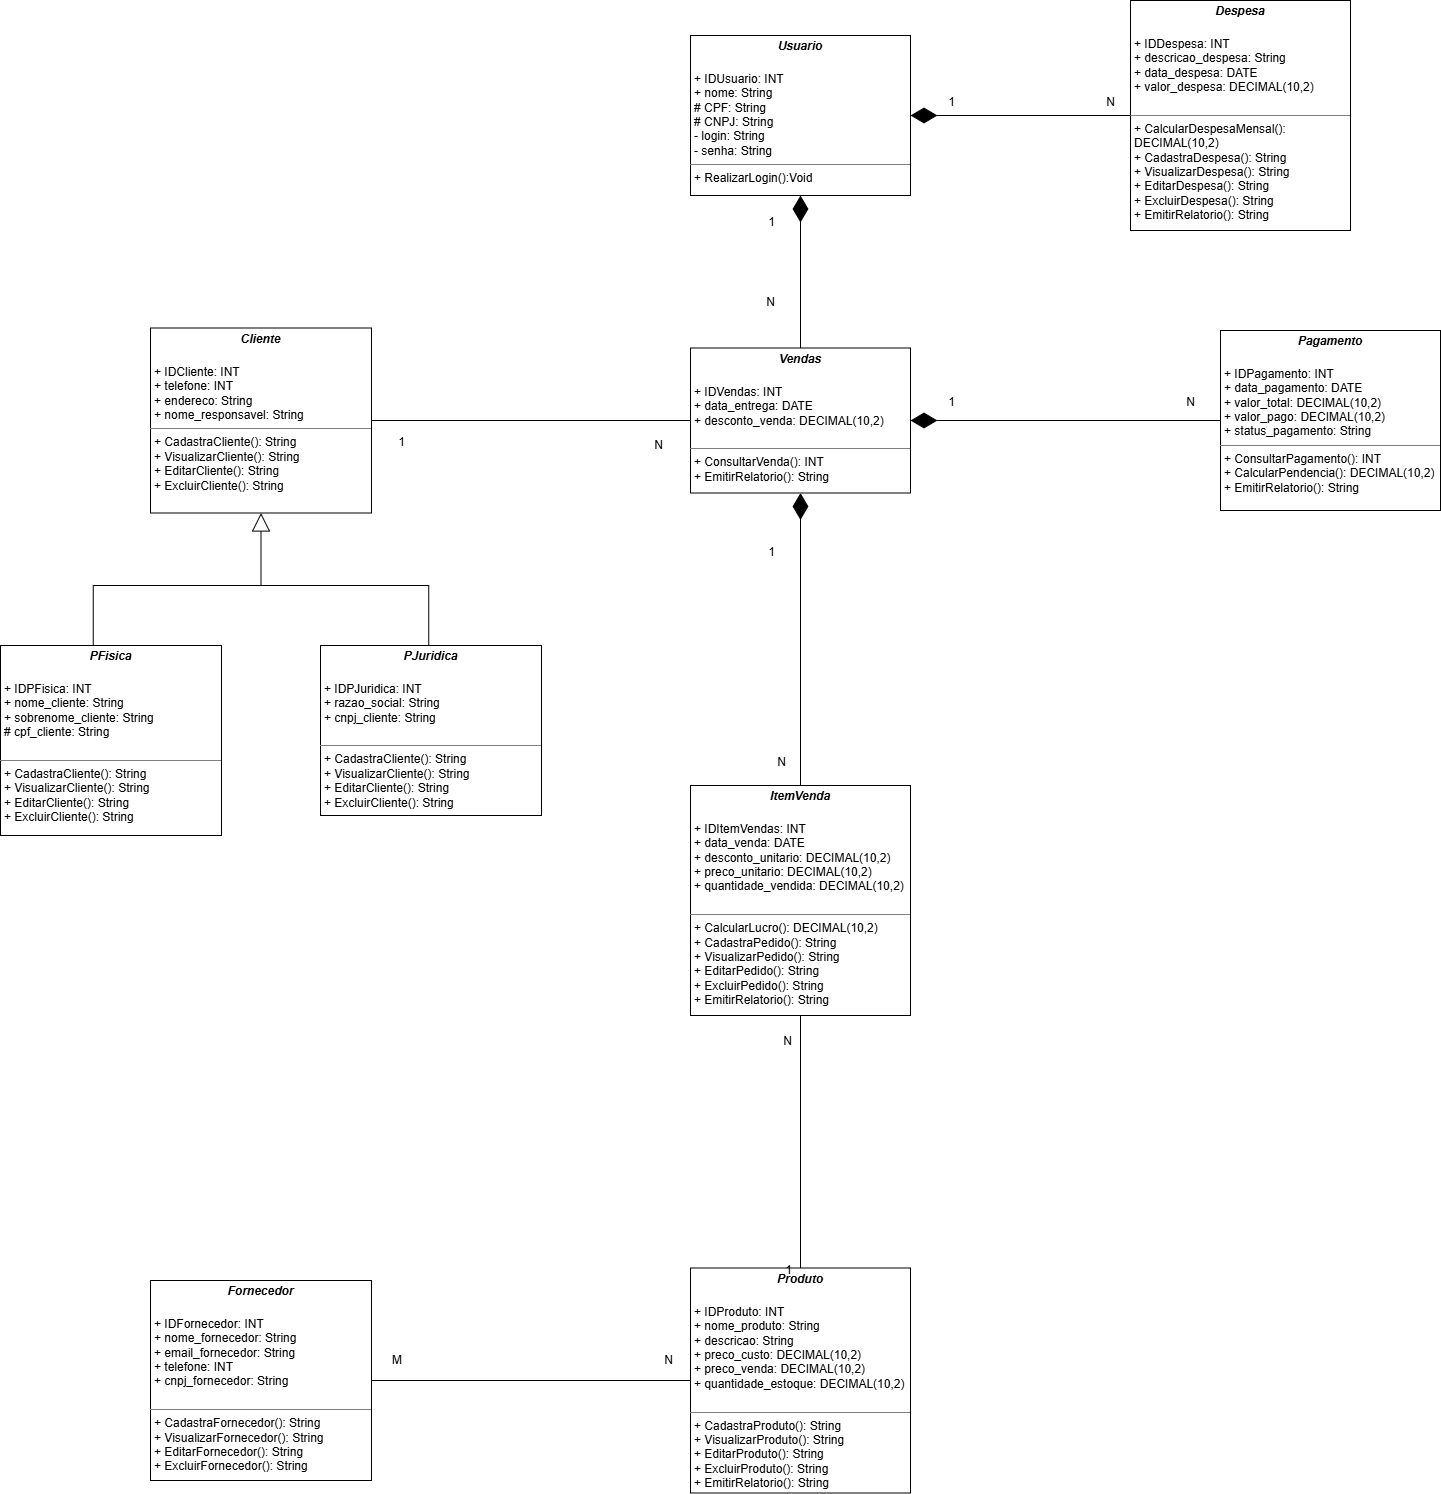 Despesa
+ IDDespesa: INT
+ descricao_despesa: String
+ data_despesa: DATE
+ valor_despesa: DECIMAL(10,2)
+ CalcularDespesaMensal():
DECIMAL(10,2)
+ CadastraDespesa(): String
+ VisualizarDespesa(): String
+ EditarDespesa(): String
+ ExcluirDespesa(): String
+ EmitirRelatorio(): String
Usuario
+ IDUsuario: INT
+ nome: String
# CPF: String
# CNPJ: String
- login: String
- senha: String
+ RealizarLogin():Void
1
N
1
N
Cliente
+ IDCliente: INT
+ telefone: INT
+ endereco: String
+ nome_responsavel: String
+ CadastraCliente(): String
+ VisualizarCliente(): String
+ EditarCliente(): String
+ ExcluirCliente(): String
1
N
Vendas
+ IDVendas: INT
+ data_entrega: DATE
+ desconto_venda: DECIMAL(10,2)
+ ConsultarVenda(): INT
+ EmitirRelatorio(): String
1
N
Pagamento
+ IDPagamento: INT
+ data_pagamento: DATE
+ valor_total: DECIMAL(10,2)
+ valor_pago: DECIMAL(10,2)
+ status_pagamento: String
+ ConsultarPagamento(): INT
+ CalcularPendencia(): DECIMAL(10,2)
+ EmitirRelatorio(): String
1
N
PFisica
+ IDPFisica: INT
+ nome_cliente: String
+ sobrenome_cliente: String
# cpf_cliente: String
+ CadastraCliente(): String
+ VisualizarCliente(): String
+ EditarCliente(): String
+ ExcluirCliente(): String
PJuridica
+ IDPJuridica: INT
+ razao_social: String
+ cnpj_cliente: String
+ CadastraCliente(): String
+ VisualizarCliente(): String
+ EditarCliente(): String
+ ExcluirCliente(): String
ItemVenda
+ IDItemVendas: INT
+ data_venda: DATE
+ desconto_unitario: DECIMAL(10,2)
+ preco_unitario: DECIMAL(10,2)
+ quantidade_vendida: DECIMAL(10,2)
+ CalcularLucro(): DECIMAL(10,2)
+ CadastraPedido(): String
+ VisualizarPedido(): String
+ EditarPedido(): String
+ ExcluirPedido(): String
+ EmitirRelatorio(): String
N
1
Fornecedor
+ IDFornecedor: INT
+ nome_fornecedor: String
+ email_fornecedor: String
+ telefone: INT
+ cnpj_fornecedor: String
+ CadastraFornecedor(): String
+ VisualizarFornecedor(): String
+ EditarFornecedor(): String
+ ExcluirFornecedor(): String
M
N
Produto
+ IDProduto: INT
+ nome_produto: String
+ descricao: String
+ preco_custo: DECIMAL(10,2)
+ preco_venda: DECIMAL(10,2)
+ quantidade_estoque: DECIMAL(10,2)
+ CadastraProduto(): String
+ VisualizarProduto(): String
+ EditarProduto(): String
+ ExcluirProduto(): String
+ EmitirRelatorio(): String